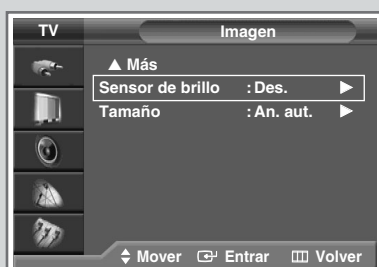 TV Imagen
▲ Más
Sensor de brillo : Des. ►
Tamaño : An. aut. ►
Mover Entrar Volver